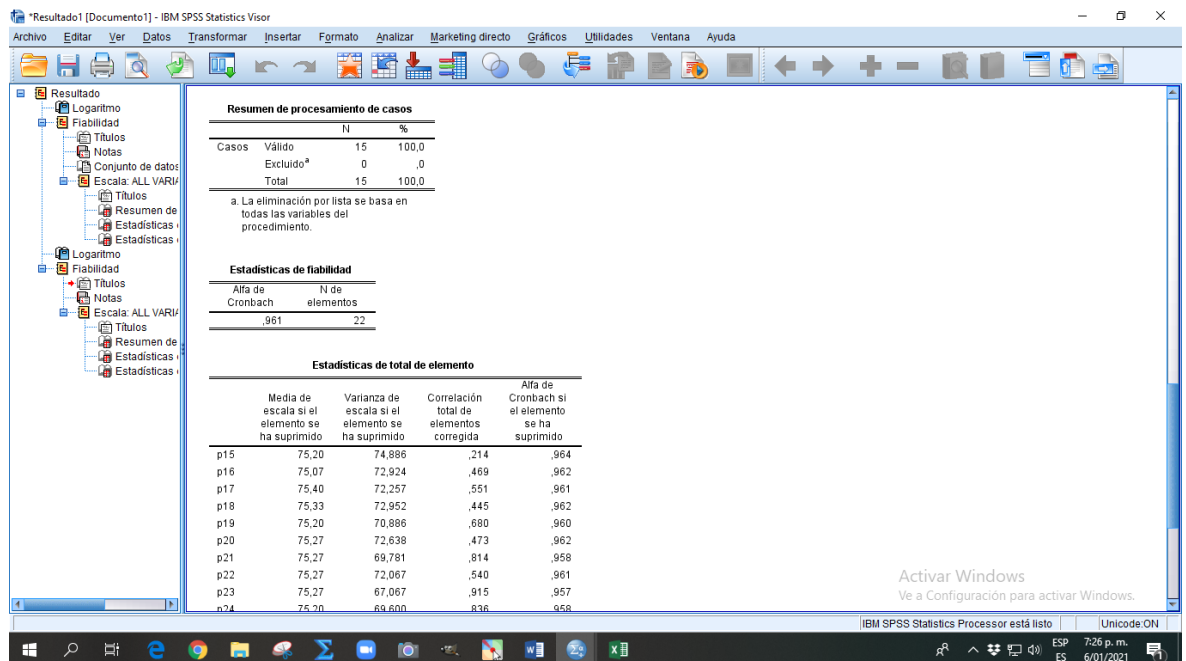 *Resultado1 [Documento1] - IBM SPSS Statistics Visor
Archivo Editar Ver Datos Transformar Insertar Formato Analizar Marketing directo Gráficos Utilidades Ventana Ayuda
Resultado
Logaritmo
Fiabilidad
Títulos
Notas
Conjunto de datos
Escala: ALL VARIA
Títulos
Resumen de
Estadísticas
Estadísticas
Logaritmo
Fiabilidad
Títulos
Notas
Escala: ALL VARIA
Títulos
Resumen de
Estadísticas
Estadísticas
Resumen de procesamiento de casos
N %
Casos Válido 15 100,0
Excluido a 0 ,0
Total 15 100,0
a. La eliminación por lista se basa en
todas las variables del
procedimiento.
Estadísticas de fiabilidad
Alfa de N de
Cronbach elementos
,961 22
Estadísticas de total de elemento
Alfa de
Media de Varianza de Correlación Cronbach si
escala si el escala si el total de el elemento
elemento se elemento se elementos se ha
ha suprimido ha suprimido corregida suprimido
p15 75,20 74,886 ,214 ,964
p16 75,07 72,924 ,469 ,962
p17 75,40 72,257 ,551 ,961
p18 75,33 72,952 ,445 ,962
p19 75,20 70,886 ,680 ,960
p20 75,27 72,638 ,473 ,962
p21 75,27 69,781 ,814 ,958
p22 75,27 72,067 ,540 ,961
p23 75,27 67,067 ,915 ,957
p24 75,20 69,600 ,836 ,958
Activar Windows
Ve a Configuración para activar Windows.
IBM SPSS Statistics Processor está listo Unicode:ON
ESP 7:26 p. m.
ES 6/01/2021